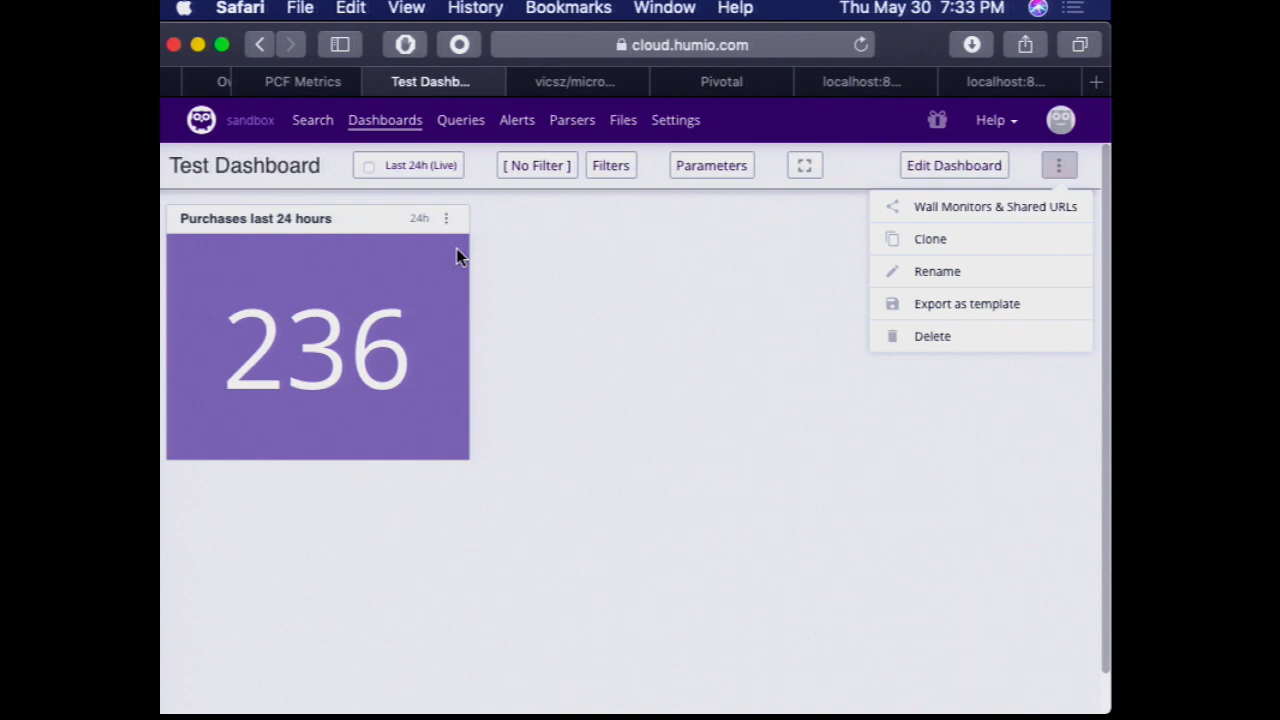 Safari File Edit View History Bookmarks Window Help Thu May 30 7:33 PM
cloud.humio.com
Ov PCF Metrics Test Dashb... vicsz/micro... Pivotal localhost:8... localhost:8...
sandbox Search Dashboards Queries Alerts Parsers Files Settings Help
Test Dashboard Last 24h (Live) [ No Filter ] Filters Parameters Edit Dashboard
Wall Monitors & Shared URLs
Purchases last 24 hours 24h
Clone
Rename
Export as template
Delete
236